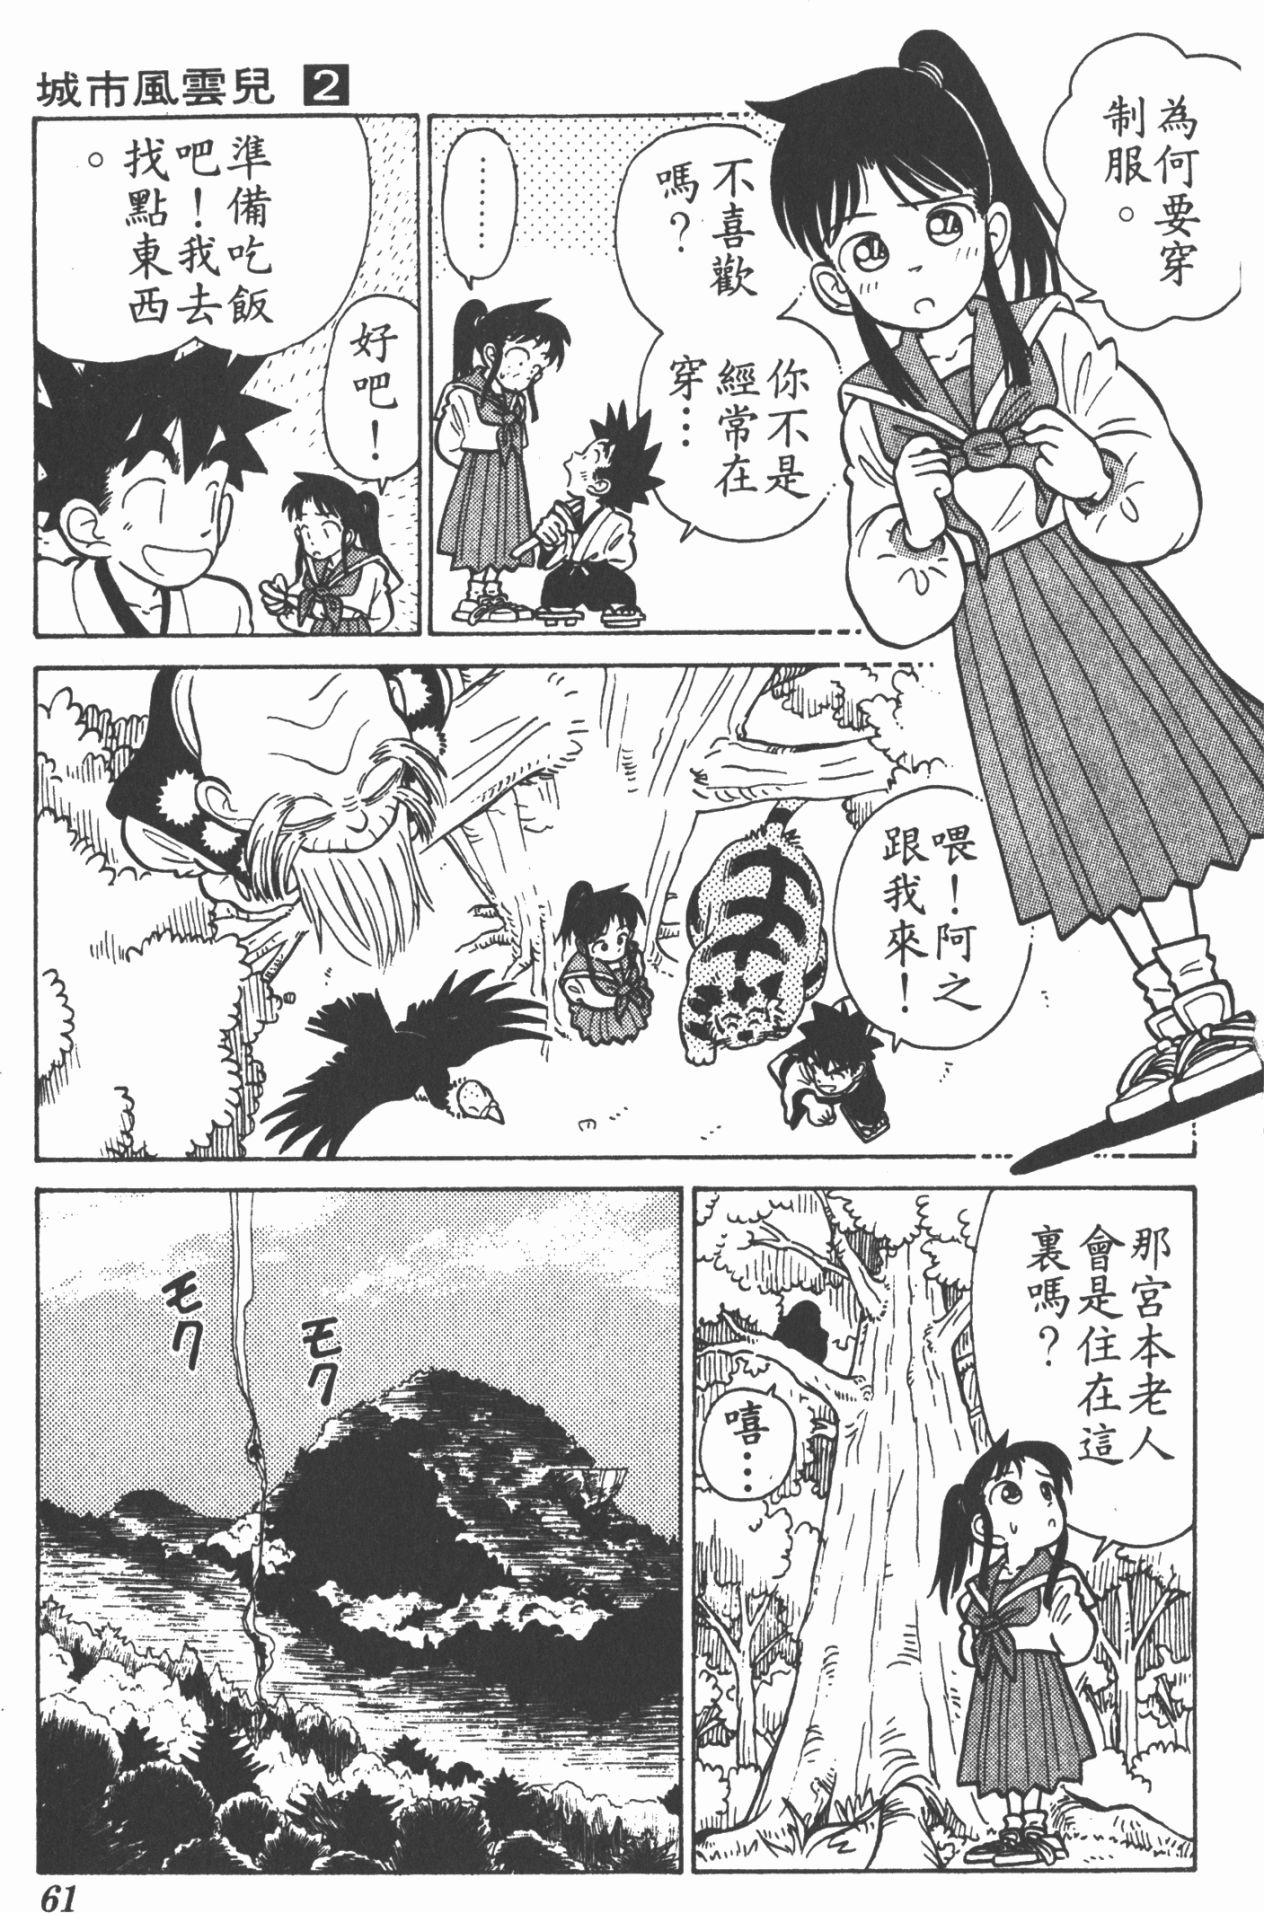 城市風雲兒 2
為何要穿
制服。
不喜歡
嗎？
你不是
經常在
穿…
………
準備吃飯
吧！我去
找點東西
。
好吧！
喂！阿之
跟我來！
那宮本老人
會是住在這
裏嗎？
嘻…
モク
モク
61